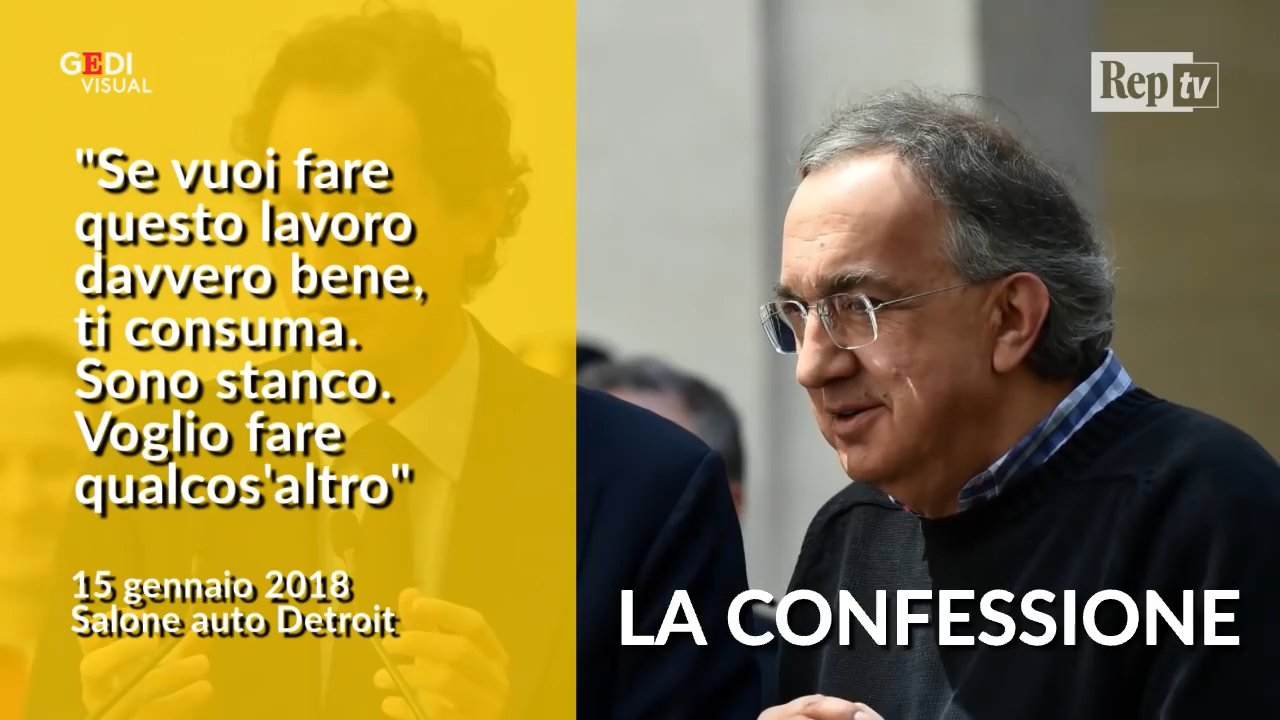 GEDI
VISUAL
Rep tv
"Se vuoi fare
questo lavoro
davvero bene,
ti consuma.
Sono stanco.
Voglio fare
qualcos'altro"
15 gennaio 2018
Salone auto Detroit
LA CONFESSIONE